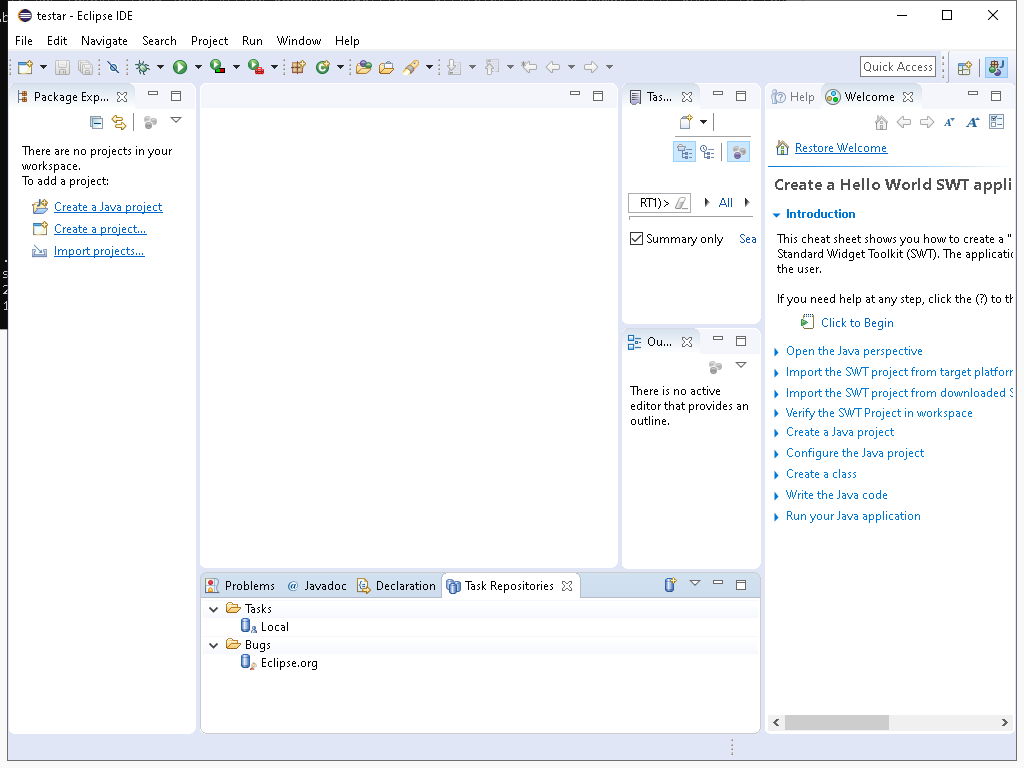 testar - Eclipse IDE
File Edit Navigate Search Project Run Window Help
Quick Access
Package Exp...
There are no projects in your
workspace.
To add a project:
Create a Java project
Create a project...
Import projects...
Tas...
RT1)> All
Summary only Sea
Ou...
There is no active
editor that provides an
outline.
Help Welcome
Restore Welcome
Create a Hello World SWT appli
Introduction
This cheat sheet shows you how to create a "
Standard Widget Toolkit (SWT). The applicatic
the user.
If you need help at any step, click the (?) to th
Click to Begin
Open the Java perspective
Import the SWT project from target platforr
Import the SWT project from downloaded S
Verify the SWT Project in workspace
Create a Java project
Configure the Java project
Create a class
Write the Java code
Run your Java application
Problems @ Javadoc Declaration Task Repositories
Tasks
Local
Bugs
Eclipse.org